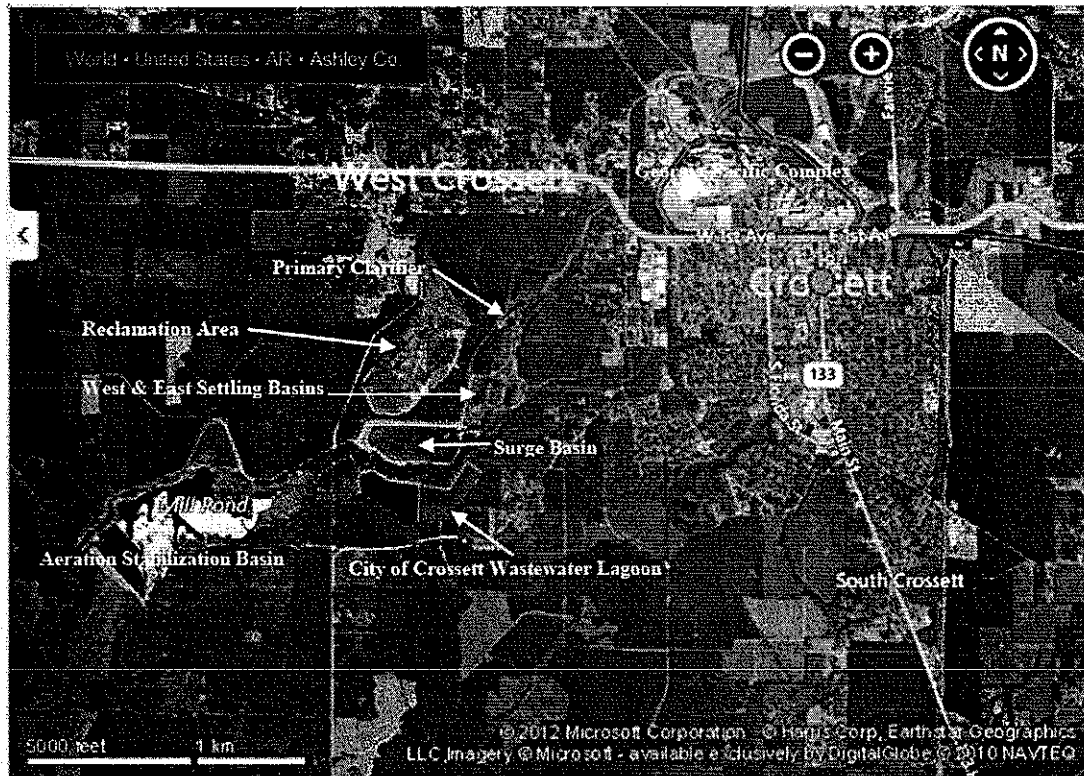 World • United States • AR • Ashley Co.
N
Fairvie
West Crossett
Georgia-Pacific Complex
West Ave
East Ave
Primary Clarifier
Crossett
Reclamation Area
133
West & East Settling Basins
Main St
Surge Basin
Mill Pond
Aeration Stabilization Basin
City of Crossett Wastewater Lagoon
South Crossett
5000 feet
1 km
© 2012 Microsoft Corporation © Harris Corp, Earthstar Geographics
LLC Imagery © Microsoft - available exclusively by DigitalGlobe © 2010 NAVTEQ